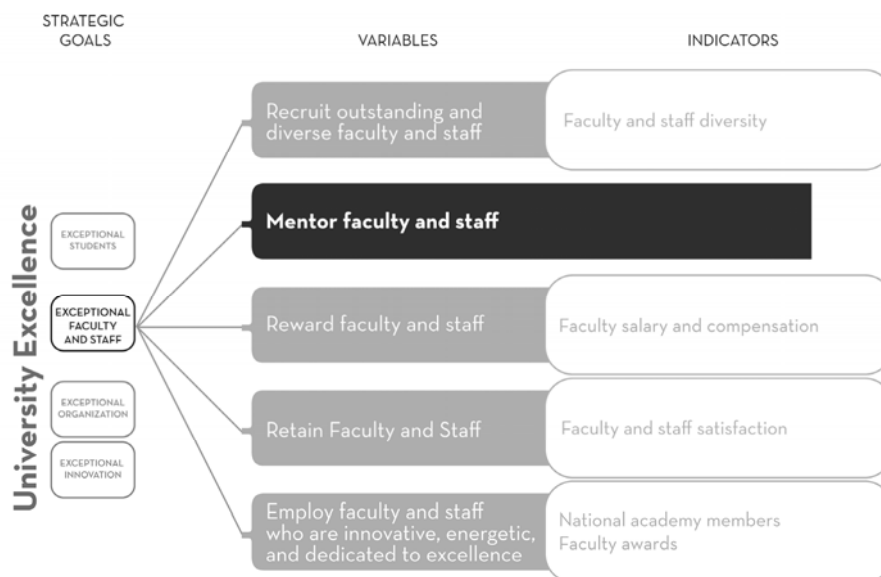 STRATEGIC
GOALS
VARIABLES
INDICATORS
University Excellence
EXCEPTIONAL
STUDENTS
EXCEPTIONAL
FACULTY
AND STAFF
EXCEPTIONAL
ORGANIZATION
EXCEPTIONAL
INNOVATION
Recruit outstanding and
diverse faculty and staff
Faculty and staff diversity
Mentor faculty and staff
Reward faculty and staff
Faculty salary and compensation
Retain Faculty and Staff
Faculty and staff satisfaction
Employ faculty and staff
who are innovative, energetic,
and dedicated to excellence
National academy members
Faculty awards